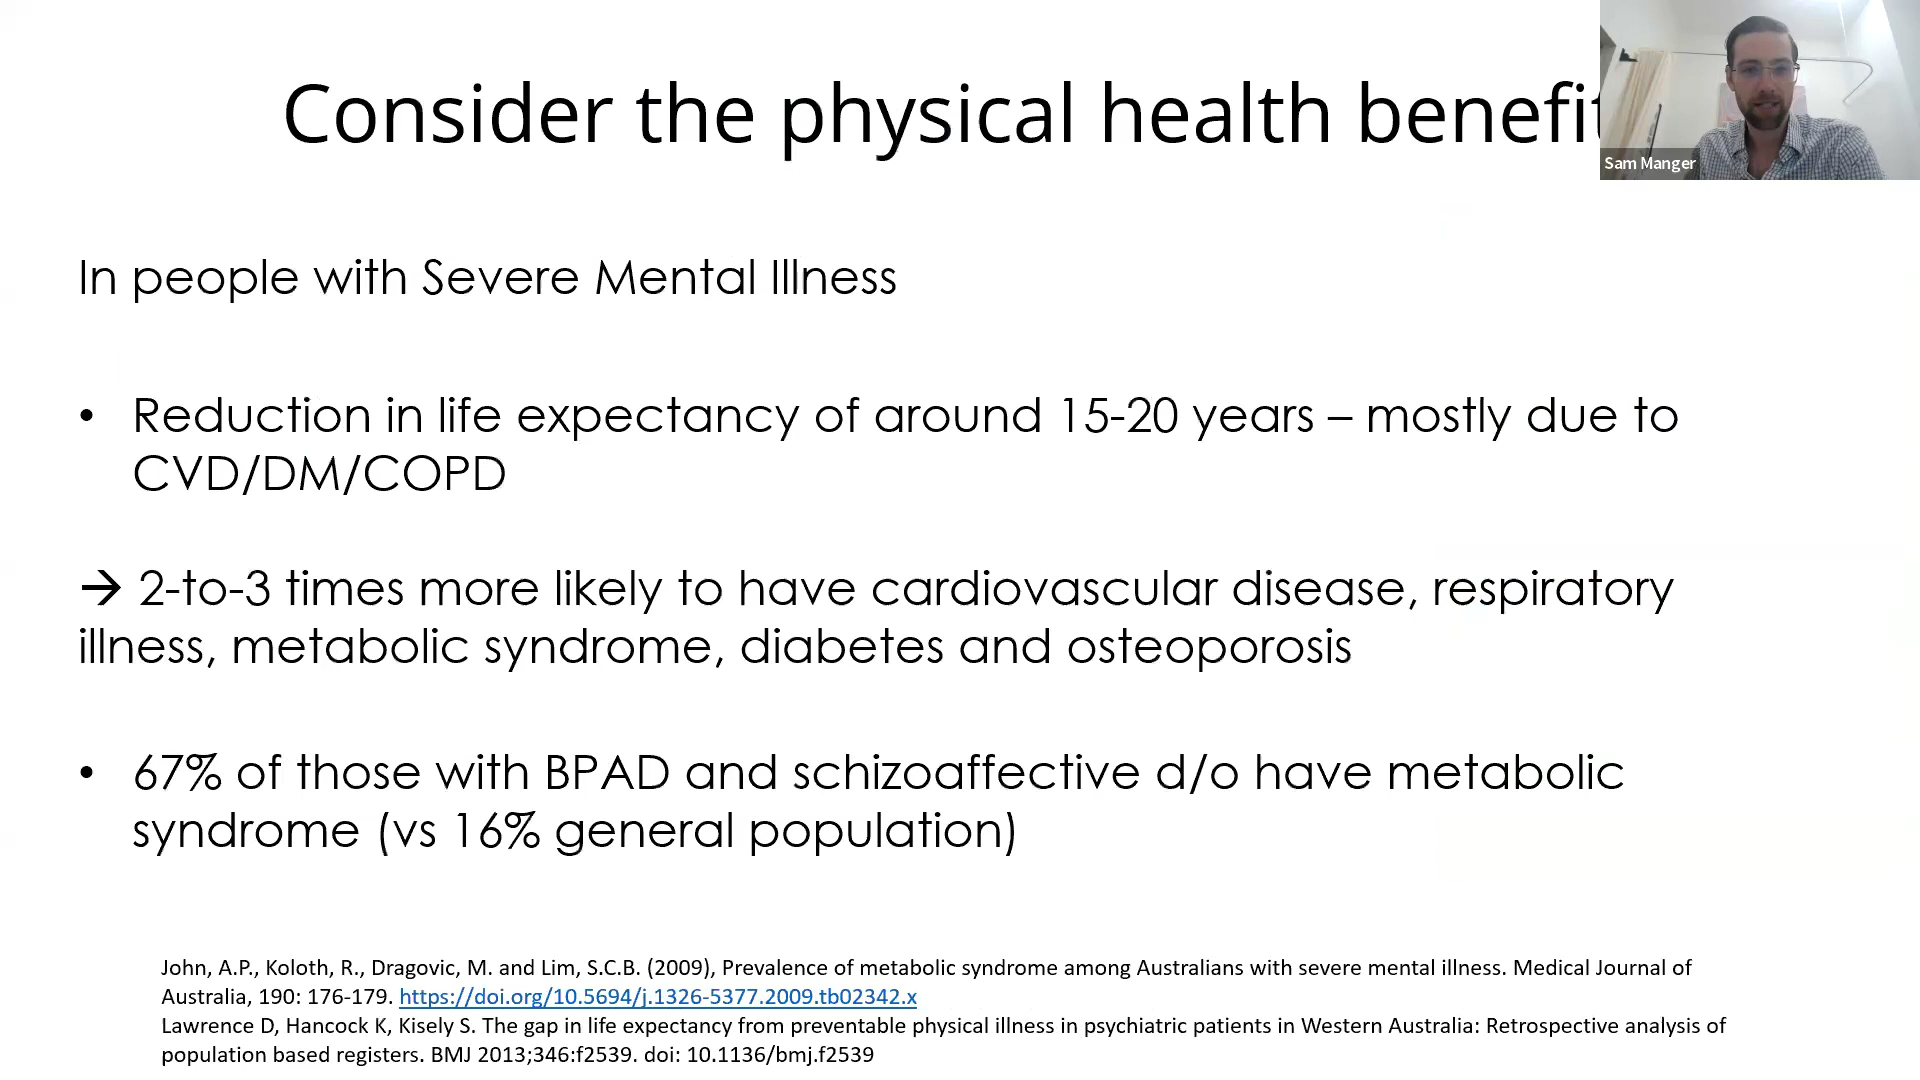 Consider the physical health benefit
Sam Manger
In people with Severe Mental Illness
• Reduction in life expectancy of around 15-20 years – mostly due to
CVD/DM/COPD
→ 2-to-3 times more likely to have cardiovascular disease, respiratory
illness, metabolic syndrome, diabetes and osteoporosis
• 67% of those with BPAD and schizoaffective d/o have metabolic
syndrome (vs 16% general population)
John, A.P., Koloth, R., Dragovic, M. and Lim, S.C.B. (2009), Prevalence of metabolic syndrome among Australians with severe mental illness. Medical Journal of
Australia, 190: 176-179. https://doi.org/10.5694/j.1326-5377.2009.tb02342.x
Lawrence D, Hancock K, Kisely S. The gap in life expectancy from preventable physical illness in psychiatric patients in Western Australia: Retrospective analysis of
population based registers. BMJ 2013;346:f2539. doi: 10.1136/bmj.f2539